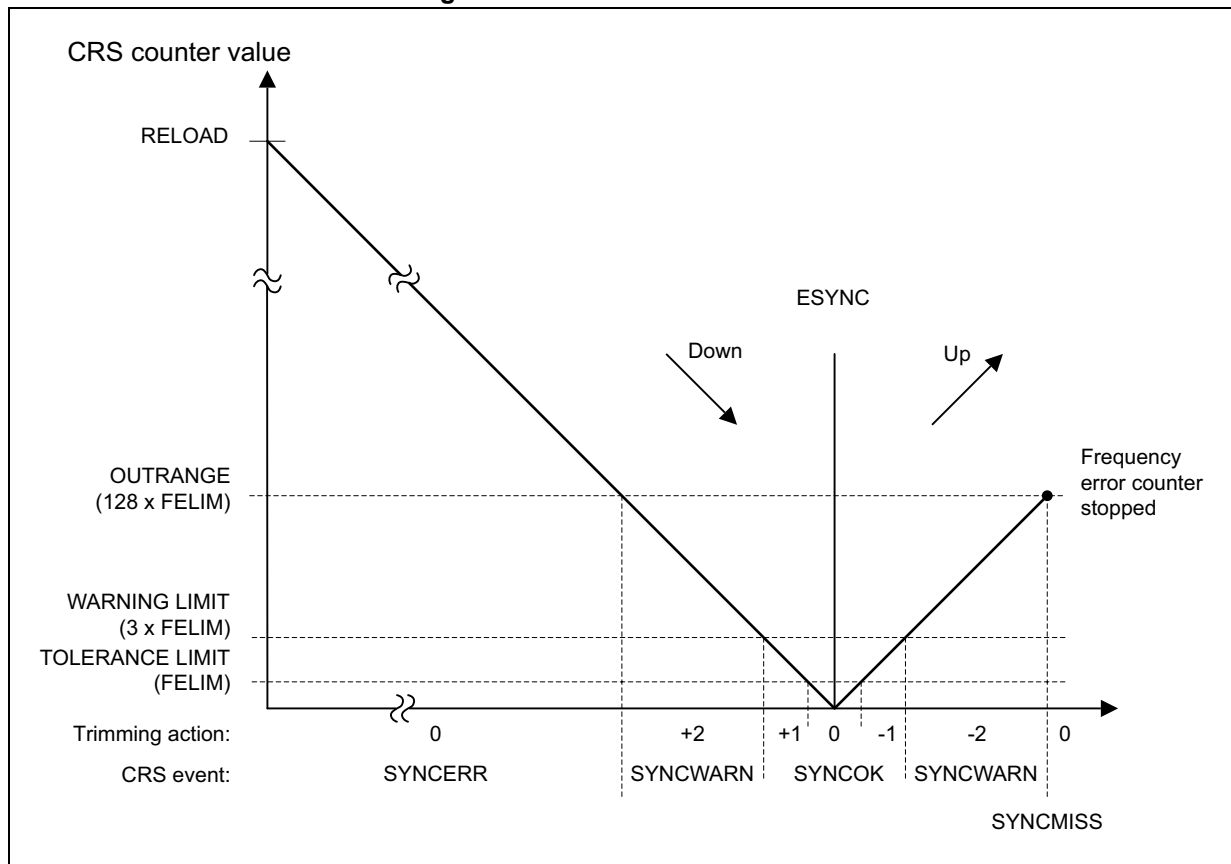 CRS counter value
RELOAD
ESYNC
Down
Up
OUTRANGE
(128 x FELIM)
Frequency
error counter
stopped
WARNING LIMIT
(3 x FELIM)
TOLERANCE LIMIT
(FELIM)
Trimming action: 0 +2 +1 0 -1 -2 0
CRS event: SYNCERR SYNCWARN SYNCOK SYNCWARN
SYNCMISS